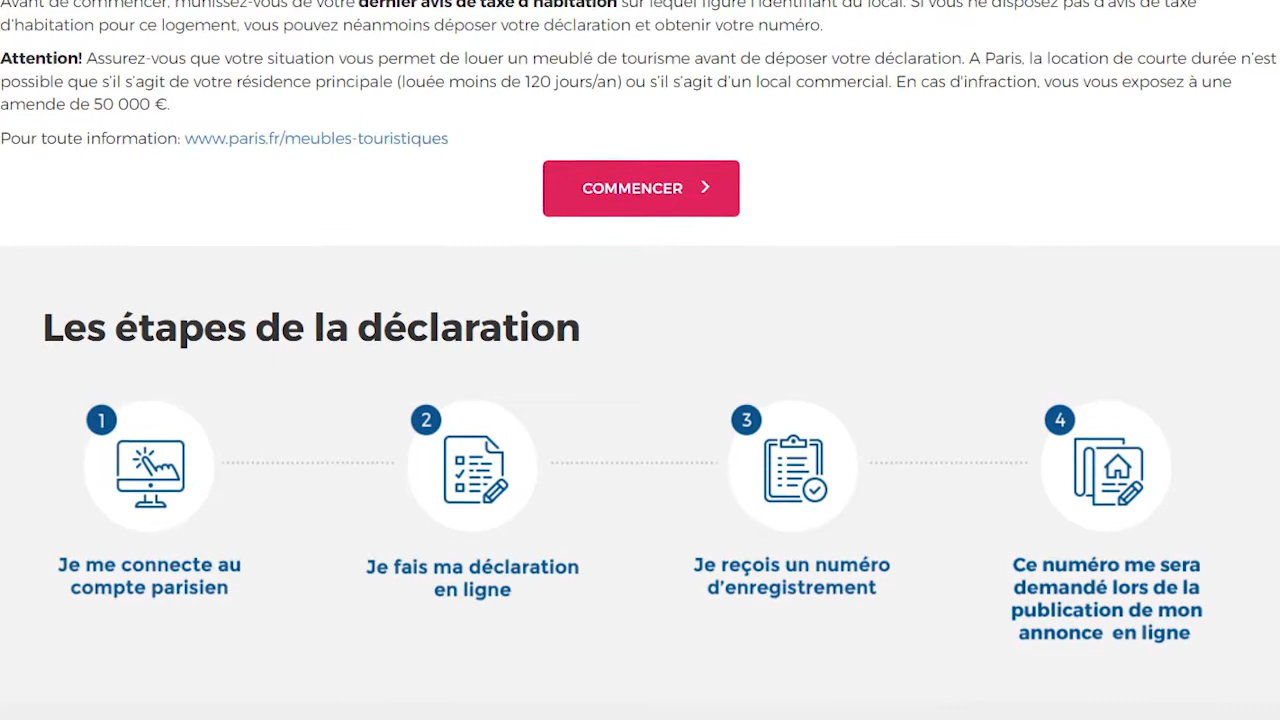 Avant de commencer, munissez-vous de votre dernier avis de taxe d'habitation sur lequel figure l'identifiant du local. Si vous ne disposez pas d'avis de taxe
d'habitation pour ce logement, vous pouvez néanmoins déposer votre déclaration et obtenir votre numéro.
Attention! Assurez-vous que votre situation vous permet de louer un meublé de tourisme avant de déposer votre déclaration. A Paris, la location de courte durée n'est
possible que s'il s'agit de votre résidence principale (louée moins de 120 jours/an) ou s'il s'agit d'un local commercial. En cas d'infraction, vous vous exposez à une
amende de 50 000 €.
Pour toute information: www.paris.fr/meubles-touristiques
COMMENCER
Les étapes de la déclaration
1
Je me connecte au
compte parisien
2
Je fais ma déclaration
en ligne
3
Je reçois un numéro
d'enregistrement
4
Ce numéro me sera
demandé lors de la
publication de mon
annonce en ligne